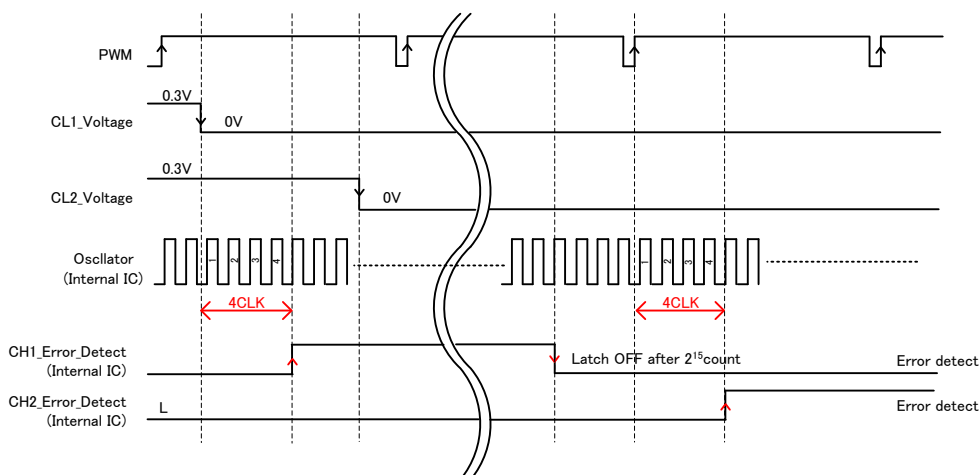 PWM
0.3V
CL1_Voltage
0V
0.3V
CL2_Voltage
0V
Oscllator
(Internal IC)
1 2 3 4
1 2 3 4
4CLK
4CLK
CH1_Error_Detect
(Internal IC)
Latch OFF after 2¹⁵count
Error detect
CH2_Error_Detect
(Internal IC)
L
Error detect